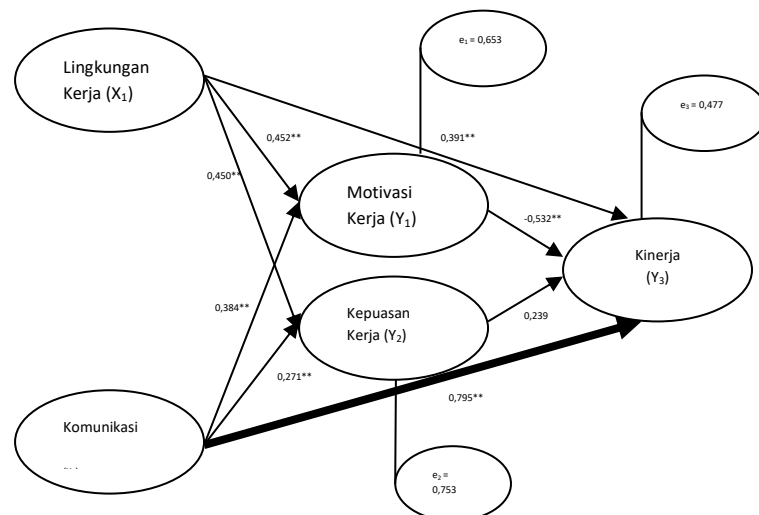 e₁ = 0,653
Lingkungan
Kerja (X₁)
e₃ = 0,477
0,452**
0,391**
0,450**
Motivasi
Kerja (Y₁)
-0,532**
Kinerja
(Y₃)
0,384**
Kepuasan
Kerja (Y₂)
0,239
0,271**
0,795**
Komunikasi
e₂ =
0,753